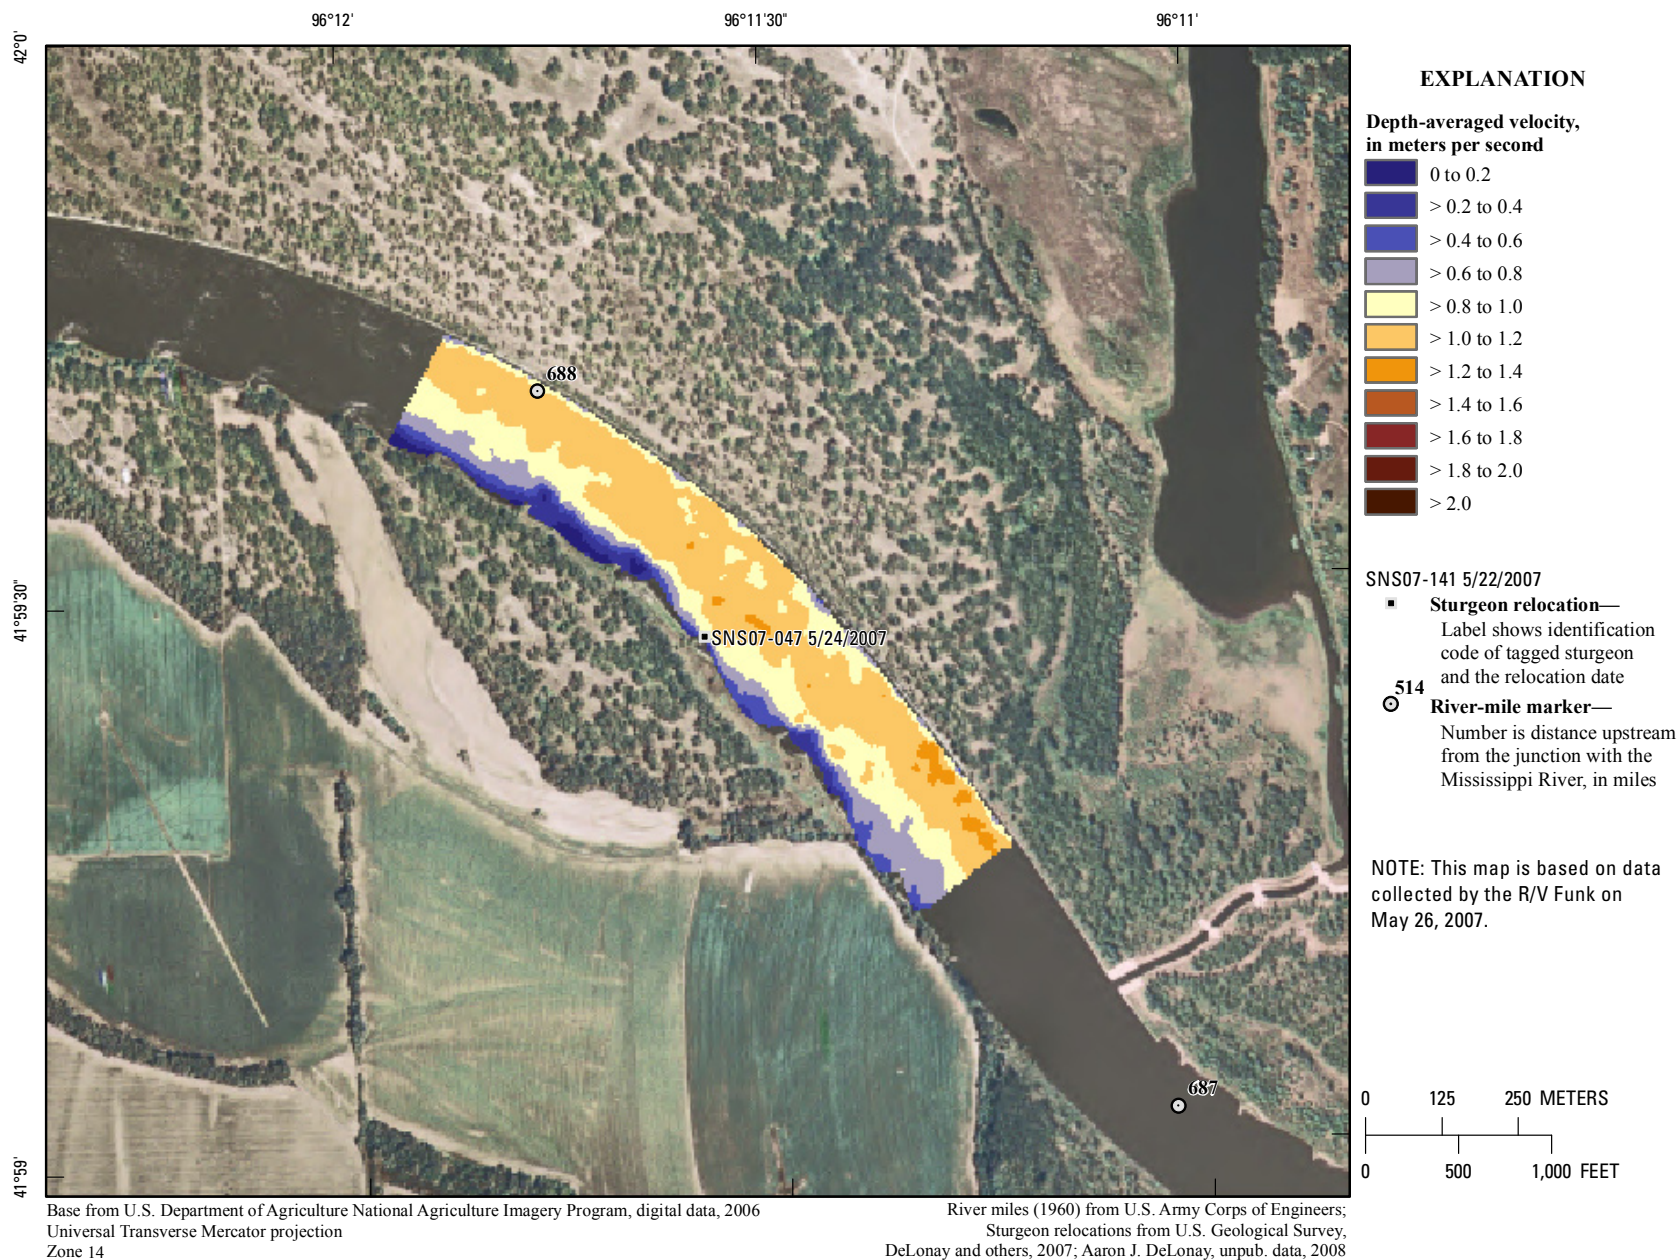 96°12'
96°11'30"
96°11'
42°0'
41°59'30"
41°59'
688
SNS07-047 5/24/2007
687
EXPLANATION
Depth-averaged velocity,
in meters per second
0 to 0.2
> 0.2 to 0.4
> 0.4 to 0.6
> 0.6 to 0.8
> 0.8 to 1.0
> 1.0 to 1.2
> 1.2 to 1.4
> 1.4 to 1.6
> 1.6 to 1.8
> 1.8 to 2.0
> 2.0
SNS07-141 5/22/2007
Sturgeon relocation—
Label shows identification
code of tagged sturgeon
and the relocation date
514
River-mile marker—
Number is distance upstream
from the junction with the
Mississippi River, in miles
NOTE: This map is based on data
collected by the R/V Funk on
May 26, 2007.
0 125 250 METERS
0 500 1,000 FEET
Base from U.S. Department of Agriculture National Agriculture Imagery Program, digital data, 2006
Universal Transverse Mercator projection
Zone 14
River miles (1960) from U.S. Army Corps of Engineers;
Sturgeon relocations from U.S. Geological Survey,
DeLonay and others, 2007; Aaron J. DeLonay, unpub. data, 2008